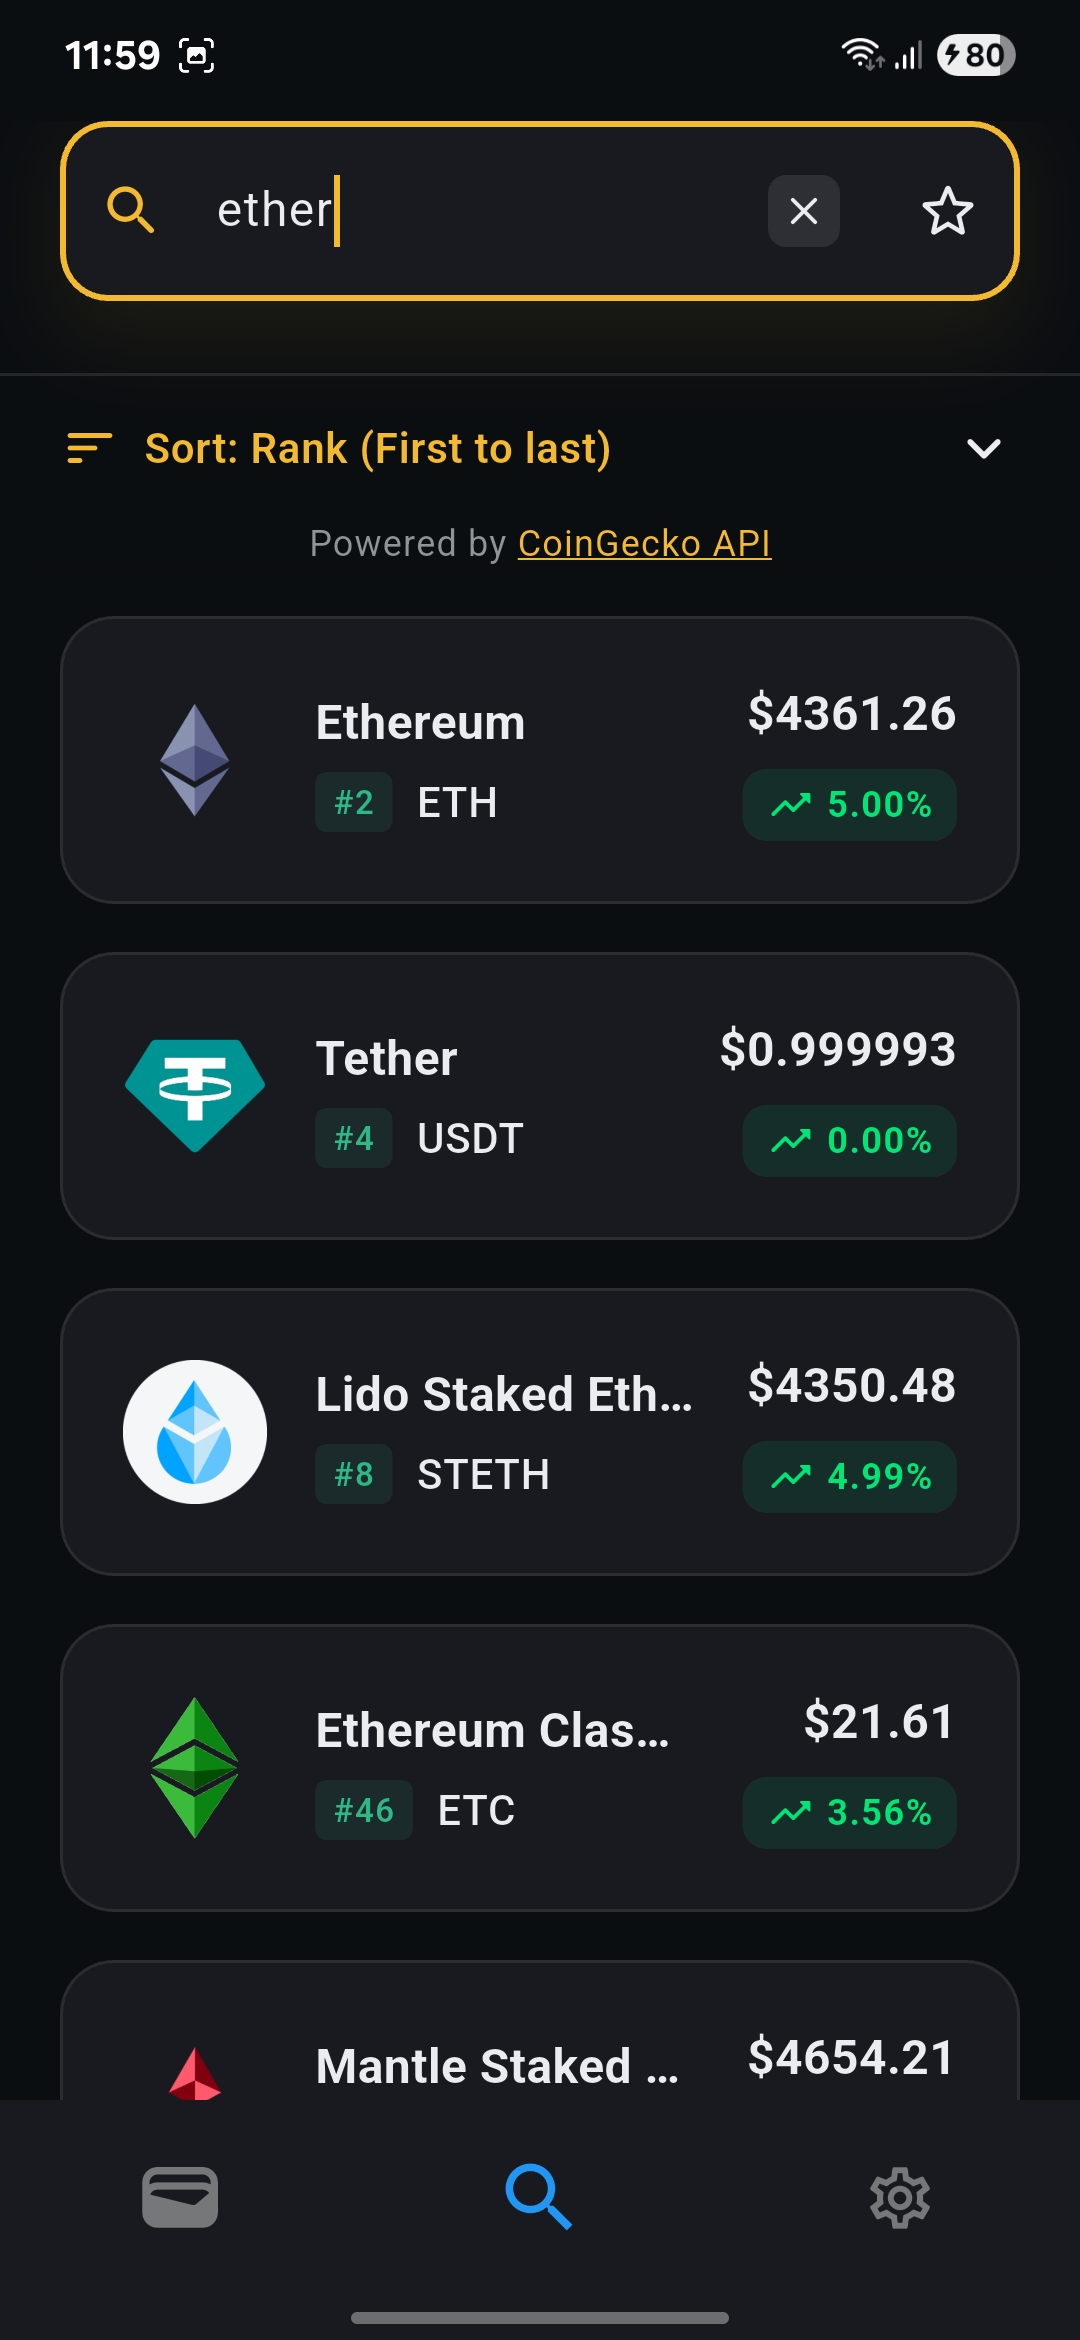 11:59
80
ether
Sort: Rank (First to last)
Powered by CoinGecko API
Ethereum
$4361.26
#2 ETH
5.00%
Tether
$0.999993
#4 USDT
0.00%
Lido Staked Eth...
$4350.48
#8 STETH
4.99%
Ethereum Clas...
$21.61
#46 ETC
3.56%
Mantle Staked ...
$4654.21